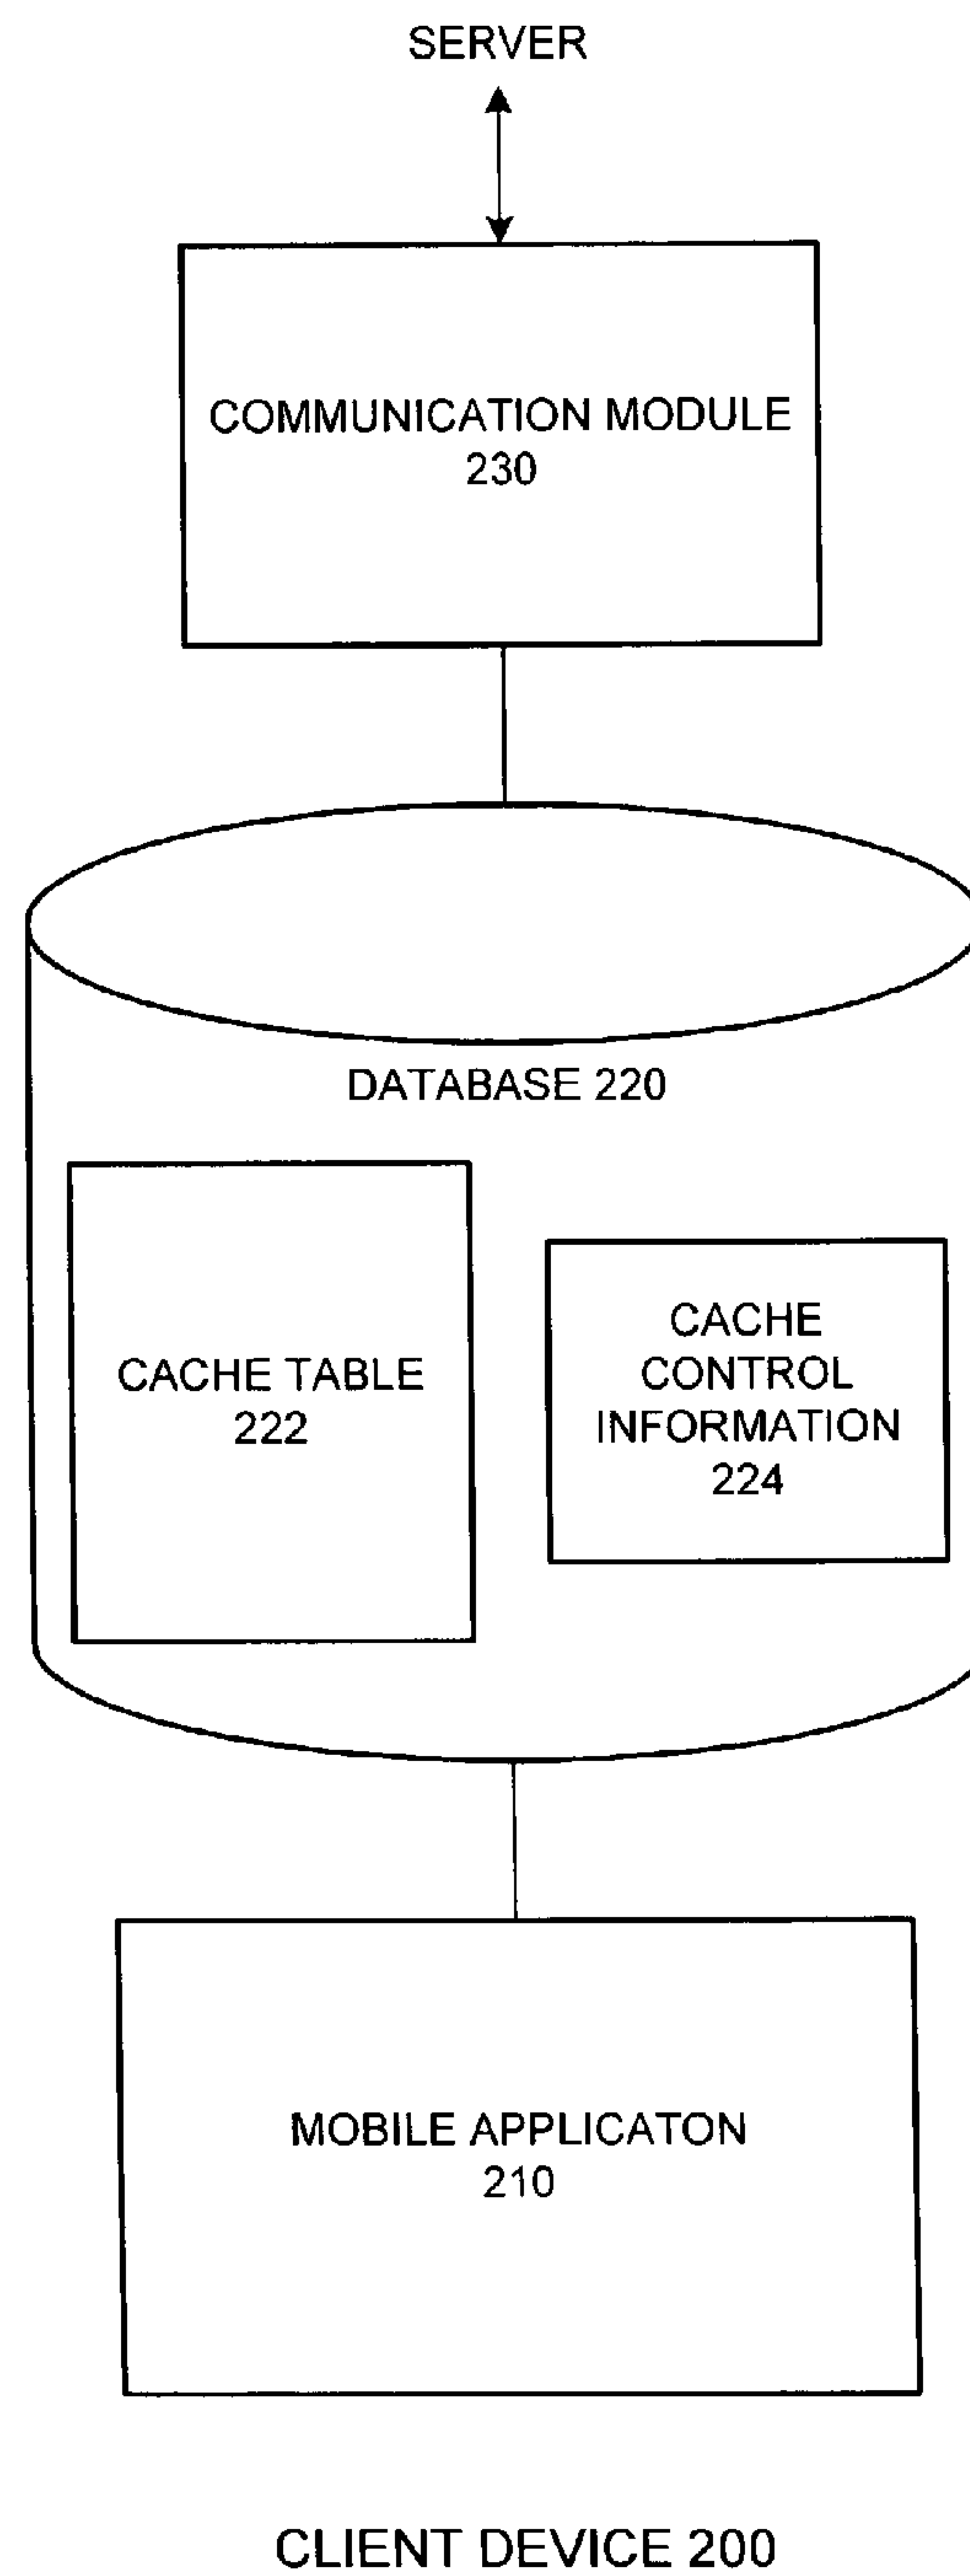 SERVER
COMMUNICATION MODULE
230
DATABASE 220
CACHE TABLE
222
CACHE
CONTROL
INFORMATION
224
MOBILE APPLICATON
210
CLIENT DEVICE 200